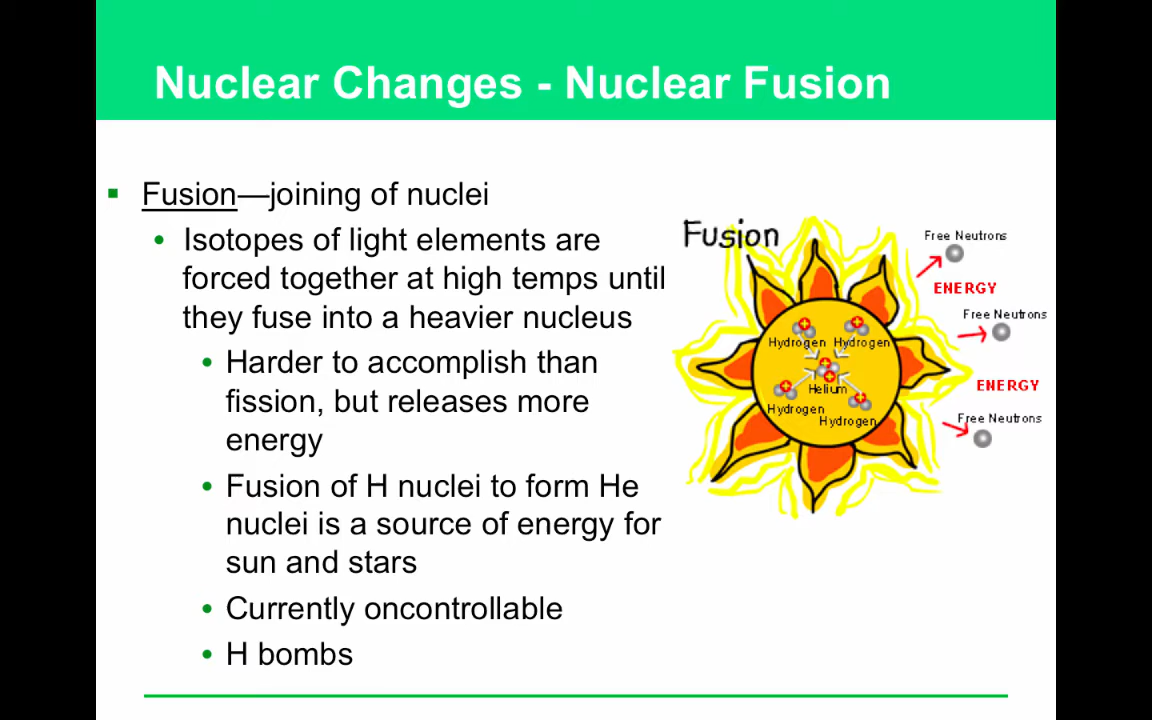 Nuclear Changes - Nuclear Fusion
Fusion—joining of nuclei
Isotopes of light elements are
forced together at high temps until
they fuse into a heavier nucleus
Harder to accomplish than
fission, but releases more
energy
Fusion of H nuclei to form He
nuclei is a source of energy for
sun and stars
Currently oncontrollable
H bombs
Fusion
Free Neutrons
ENERGY
Free Neutrons
ENERGY
Free Neutrons
Hydrogen Hydrogen
Helium
Hydrogen
Hydrogen